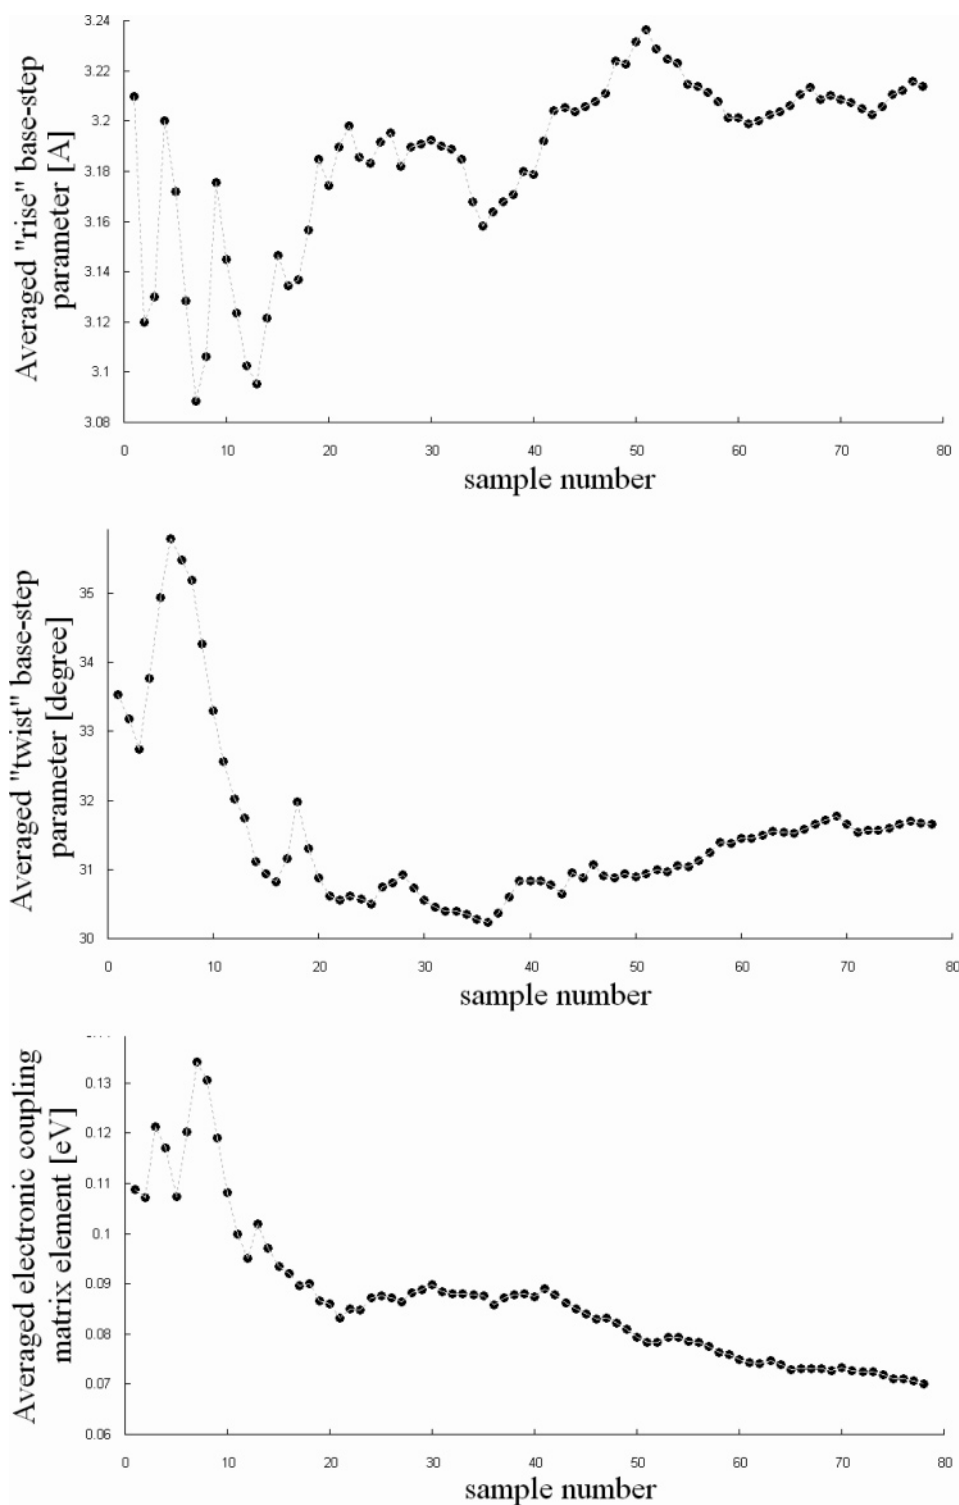 Averaged "rise" base-step
parameter [A]
3.24
3.22
3.2
3.18
3.16
3.14
3.12
3.1
3.08
0 10 20 30 40 50 60 70 80
sample number
Averaged "twist" base-step
parameter [degree]
35
34
33
32
31
30
0 10 20 30 40 50 60 70 80
sample number
Averaged electronic coupling
matrix element [eV]
0.13
0.12
0.11
0.1
0.09
0.08
0.07
0.06
0 10 20 30 40 50 60 70 80
sample number